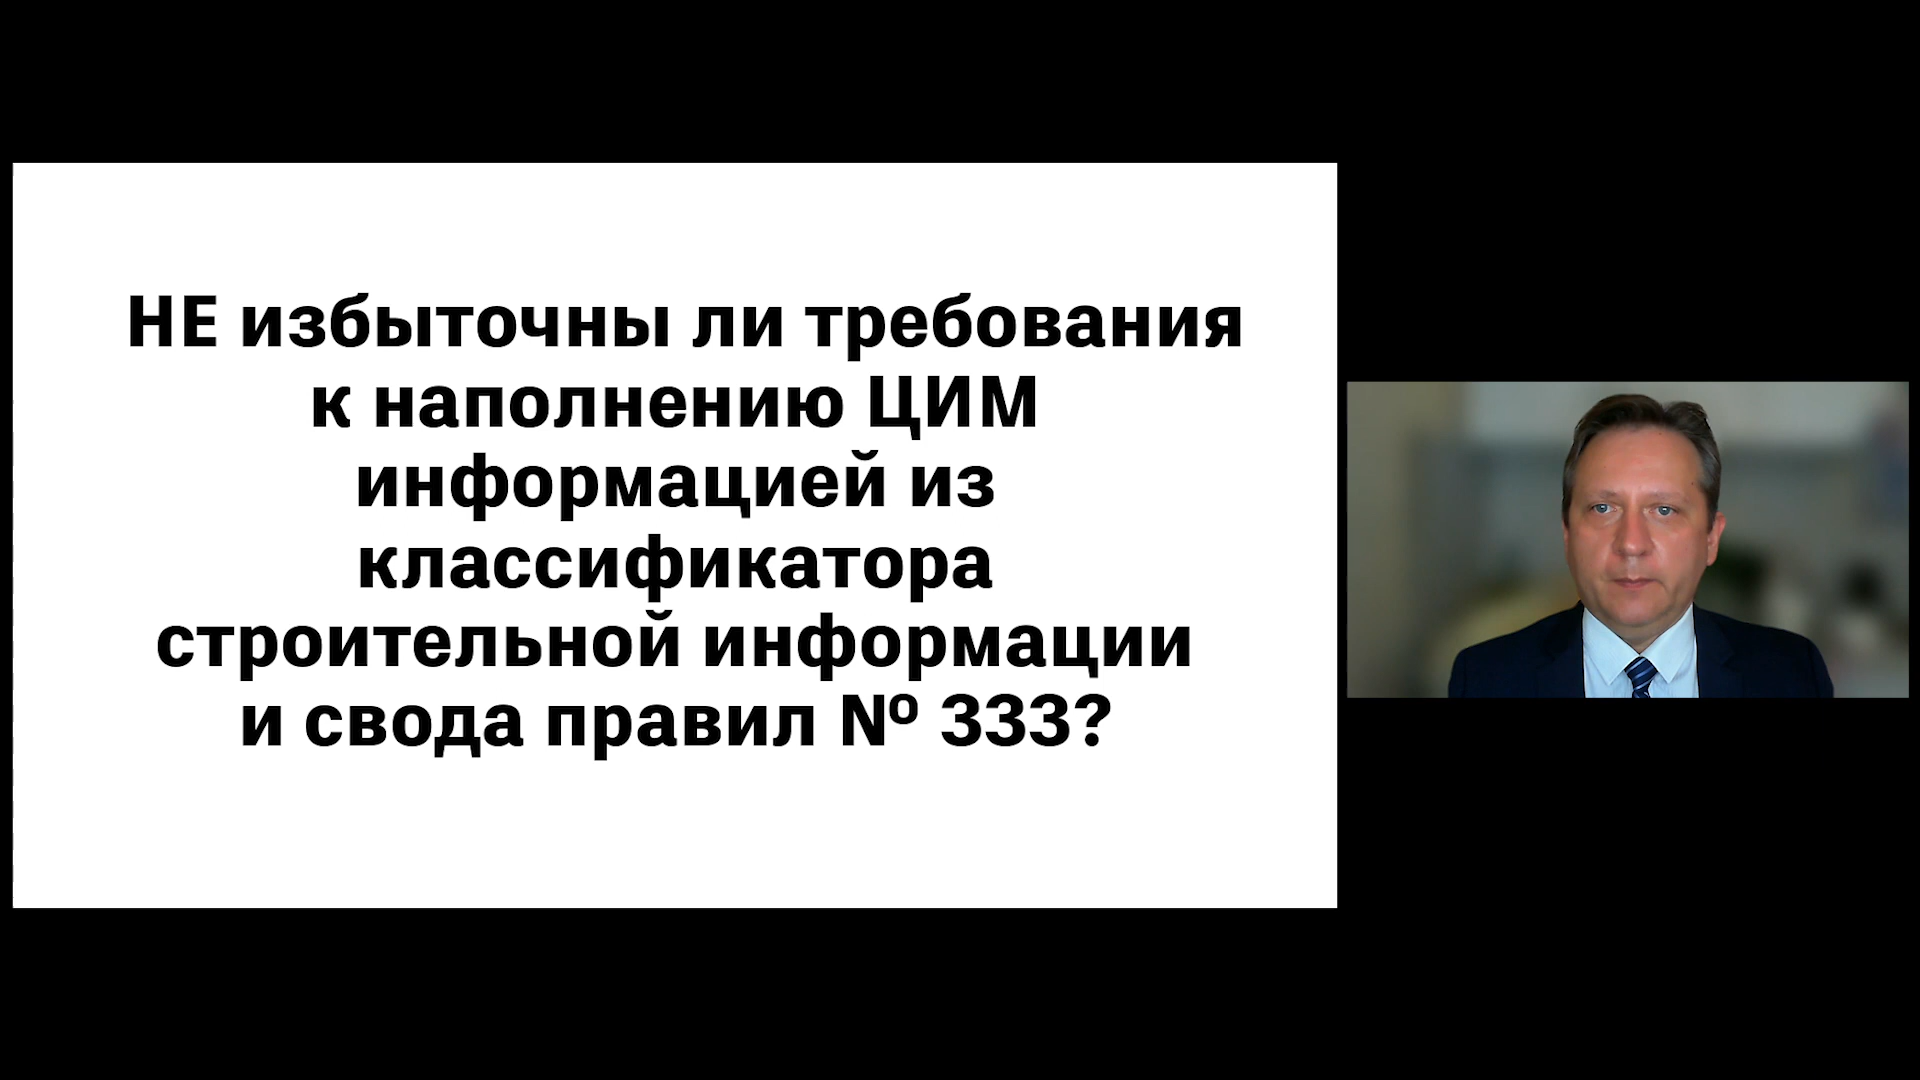 НЕ избыточны ли требования
к наполнению ЦИМ
информацией из
классификатора
строительной информации
и свода правил № 333?